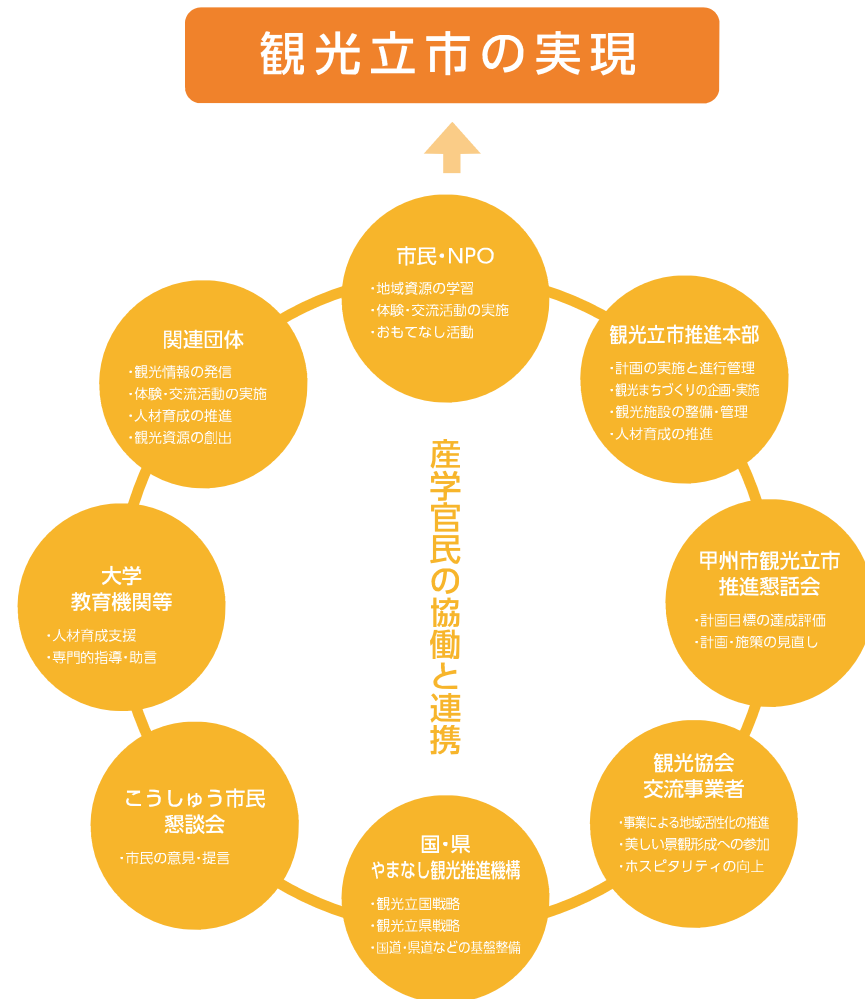 観光立市の実現
市民・NPO
・地域資源の学習
・体験・交流活動の実施
・おもてなし活動
観光立市推進本部
・計画の実施と進行管理
・観光まちづくりの企画・実施
・観光施設の整備・管理
・人材育成の推進
甲州市観光立市
推進懇話会
・計画目標の達成評価
・計画・施策の見直し
観光協会
交流事業者
・事業による地域活性化の推進
・美しい景観形成への参加
・ホスピタリティの向上
国・県
やまなし観光推進機構
・観光立国戦略
・観光立県戦略
・国道・県道などの基盤整備
こうしゅう市民
懇談会
・市民の意見・提言
大学
教育機関等
・人材育成支援
・専門的指導・助言
関連団体
・観光情報の発信
・体験・交流活動の実施
・人材育成の推進
・観光資源の創出
産学官民の協働と連携